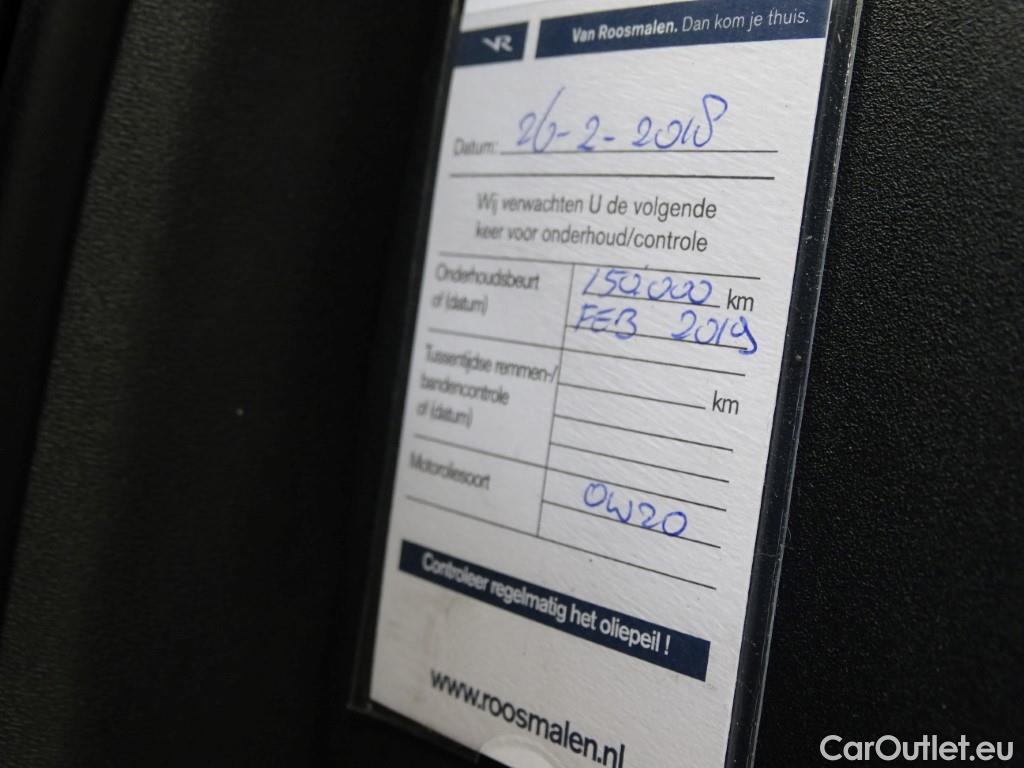 VR
Van Roosmalen. Dan kom je thuis.
Datum: 26-2-2018
Wij verwachten U de volgende
keer voor onderhoud/controle
Onderhoudsbeurt 150.000 km
of (datum) FEB 2019
Tussentijdse remmen-/
bandencontrole km
of (datum)
Motoroliesoort 0W20
Controleer regelmatig het oliepeil !
www.roosmalen.nl
CarOutlet.eu